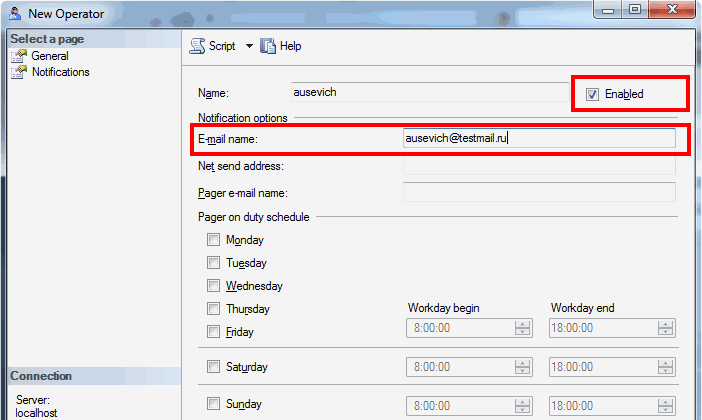 New Operator
Select a page
General
Notifications
Script
Help
Name:
ausevich
Enabled
Notification options
E-mail name:
ausevich@testmail.ru
Net send address:
Pager e-mail name:
Pager on duty schedule
Monday
Tuesday
Wednesday
Thursday
Workday begin
Workday end
Friday
8:00:00
18:00:00
Saturday
8:00:00
18:00:00
Sunday
8:00:00
18:00:00
Connection
Server:
localhost